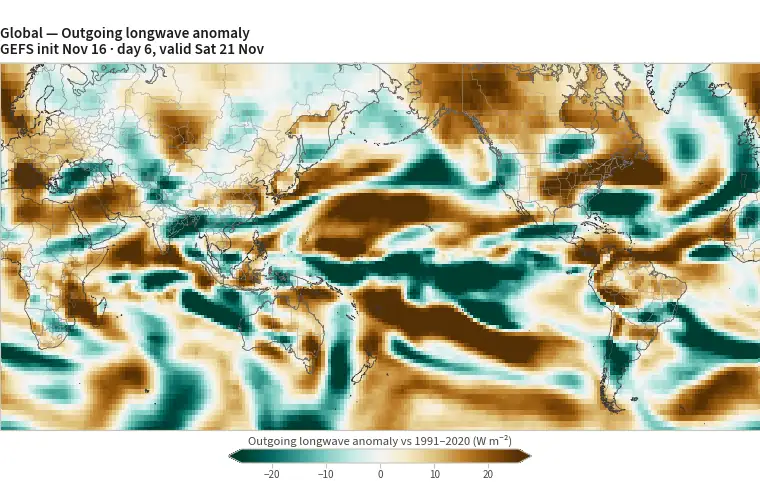 Global — Outgoing longwave anomaly
GEFS init Nov 16 · day 6, valid Sat 21 Nov
Outgoing longwave anomaly vs 1991–2020 (W m⁻²)
−20 −10 0 10 20